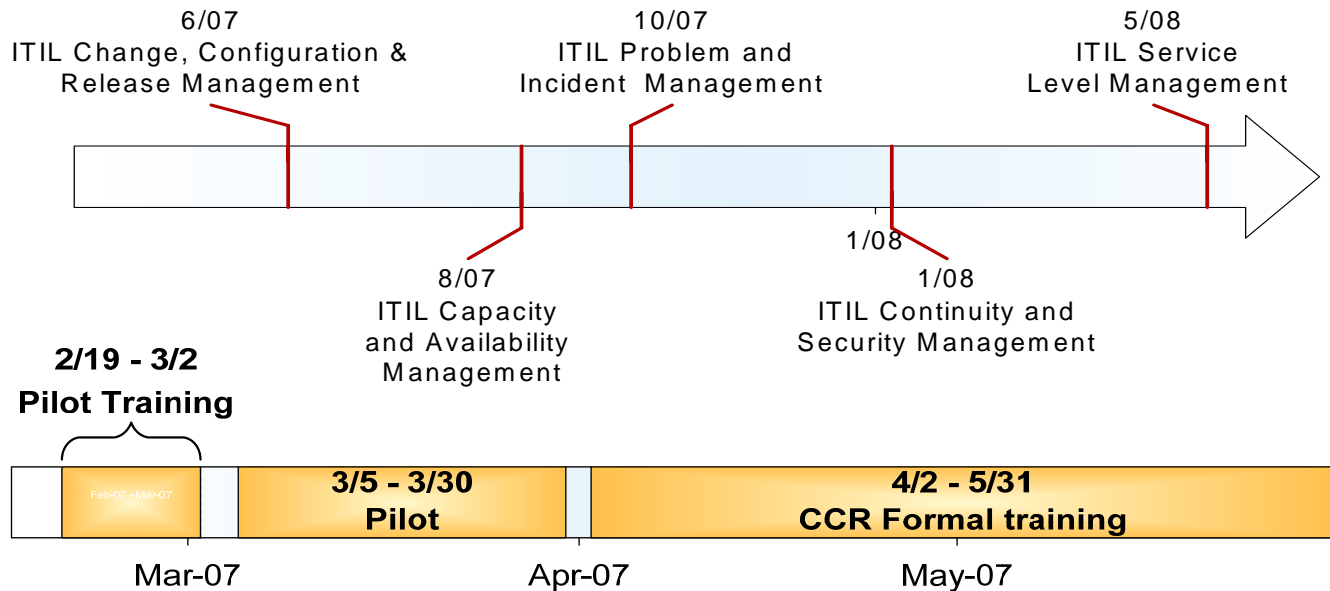 6/07
ITIL Change, Configuration &
Release Management
10/07
ITIL Problem and
Incident Management
5/08
ITIL Service
Level Management
1/08
8/07
ITIL Capacity
and Availability
Management
1/08
ITIL Continuity and
Security Management
2/19 - 3/2
Pilot Training
Feb-07 - Mar-07
3/5 - 3/30
Pilot
4/2 - 5/31
CCR Formal training
Mar-07
Apr-07
May-07